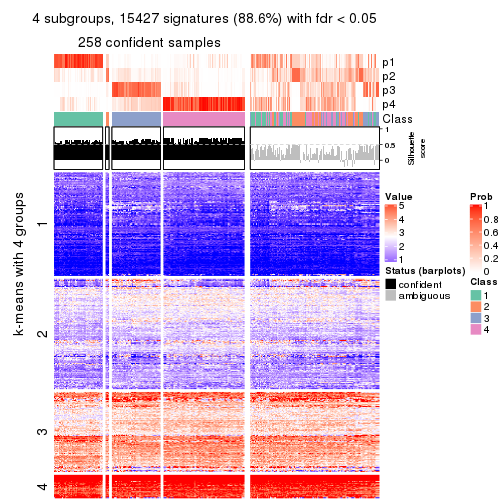 4 subgroups, 15427 signatures (88.6%) with fdr < 0.05
258 confident samples
p1
p2
p3
p4
Class
1
0.5
0
Silhouette
score
k-means with 4 groups
1
2
3
4
Value
5
4
3
2
1
Status (barplots)
confident
ambiguous
Prob
1
0.8
0.6
0.4
0.2
0
Class
1
2
3
4